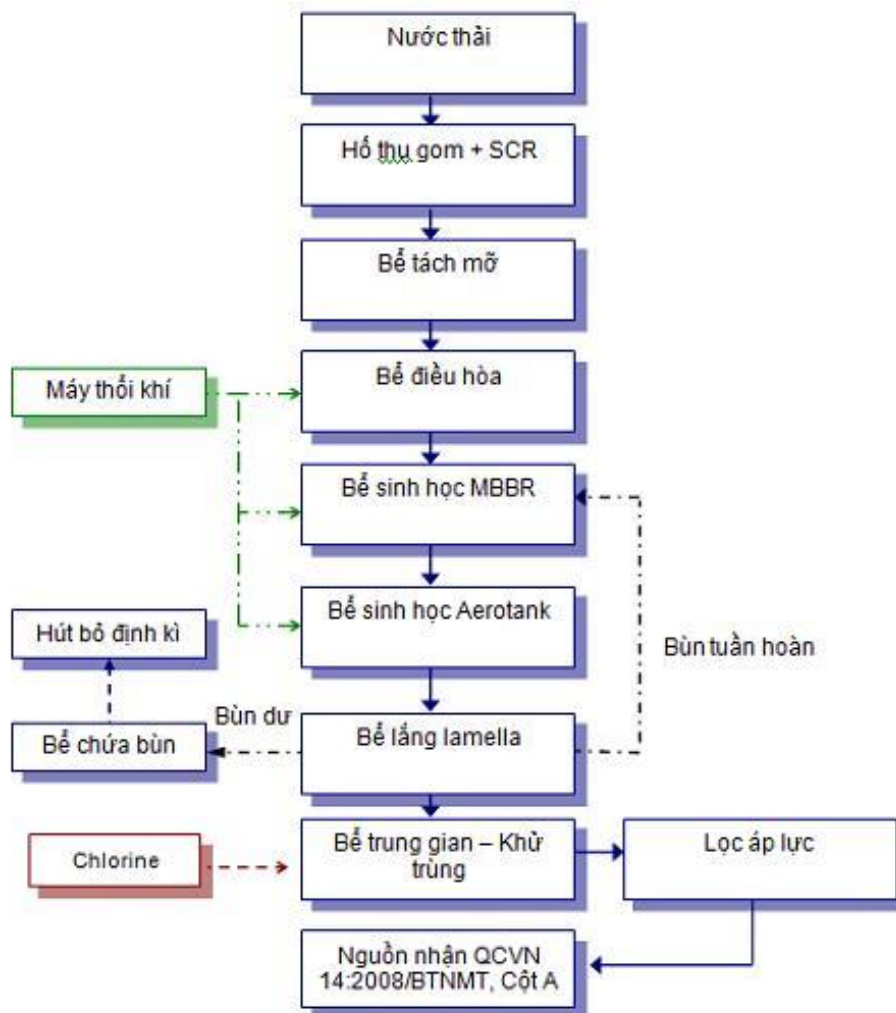 Nước thải
Hố thu gom + SCR
Bể tách mỡ
Máy thổi khí
Bể điều hòa
Bể sinh học MBBR
Bể sinh học Aerotank
Hút bỏ định kì
Bùn tuần hoàn
Bùn dư
Bể chứa bùn
Bể lắng lamella
Chlorine
Bể trung gian – Khử
trùng
Lọc áp lực
Nguồn nhận QCVN
14:2008/BTNMT, Cột A